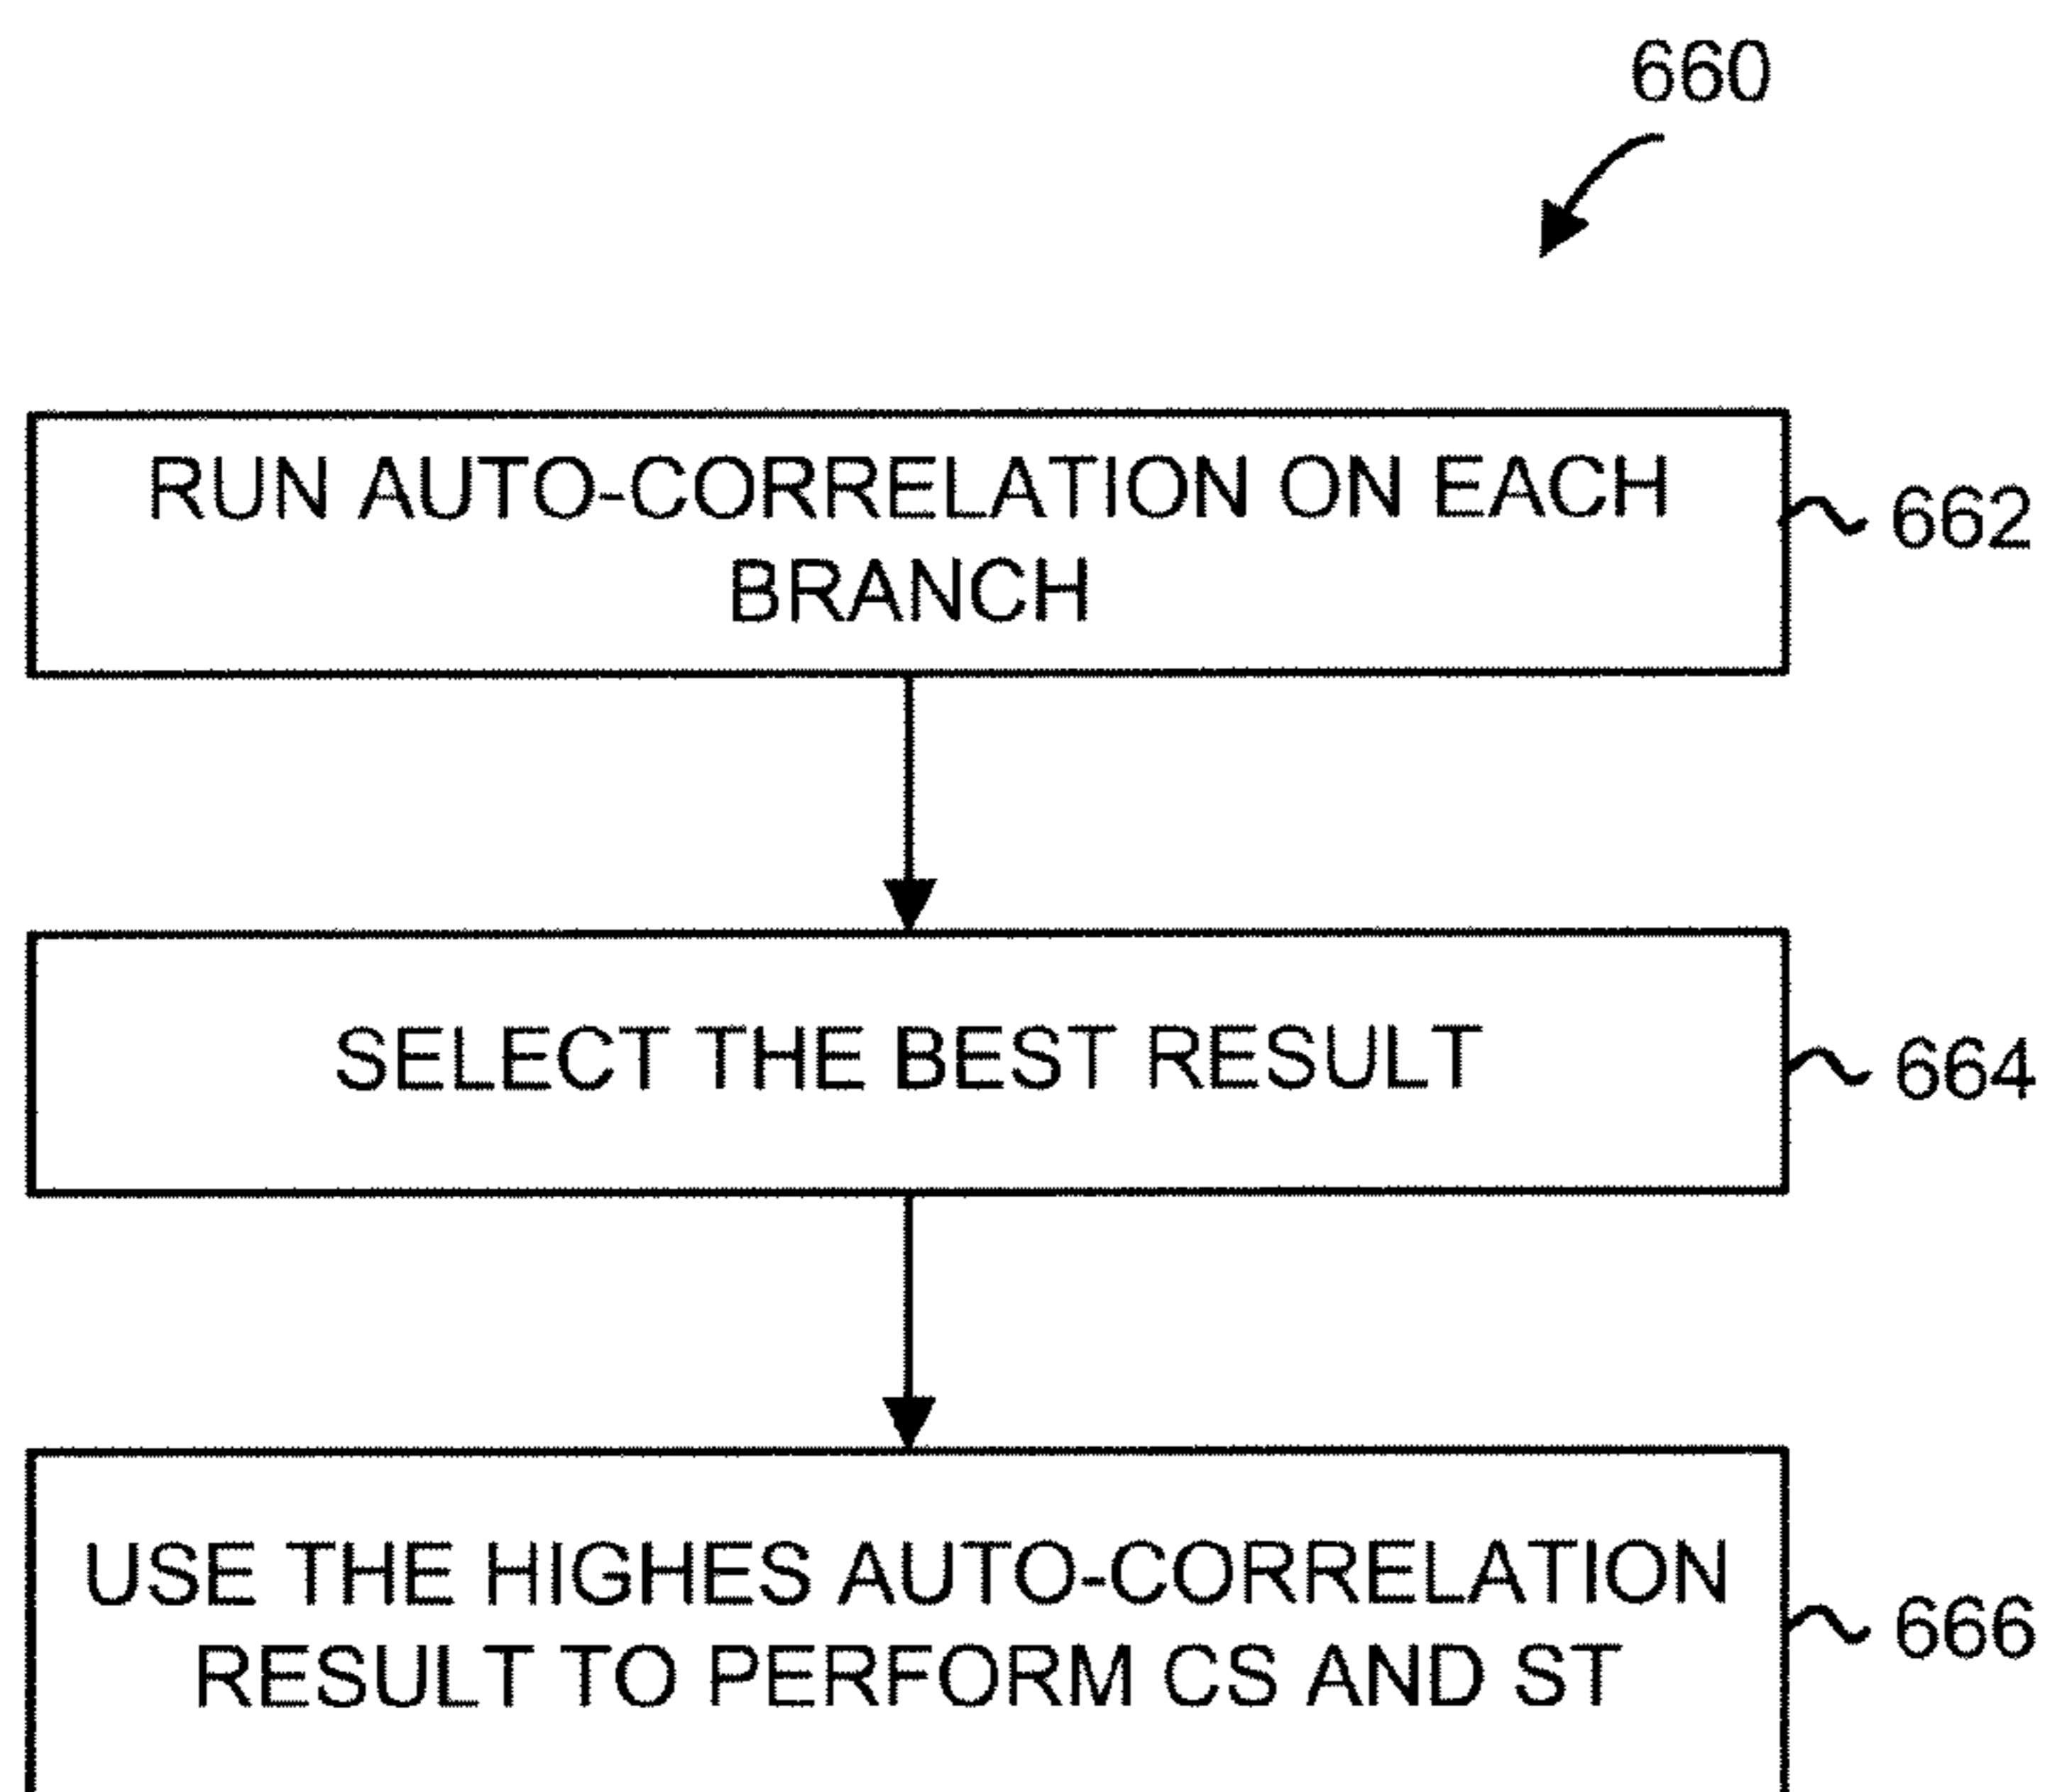 660
RUN AUTO-CORRELATION ON EACH
BRANCH
662
SELECT THE BEST RESULT
664
USE THE HIGHES AUTO-CORRELATION
RESULT TO PERFORM CS AND ST
666